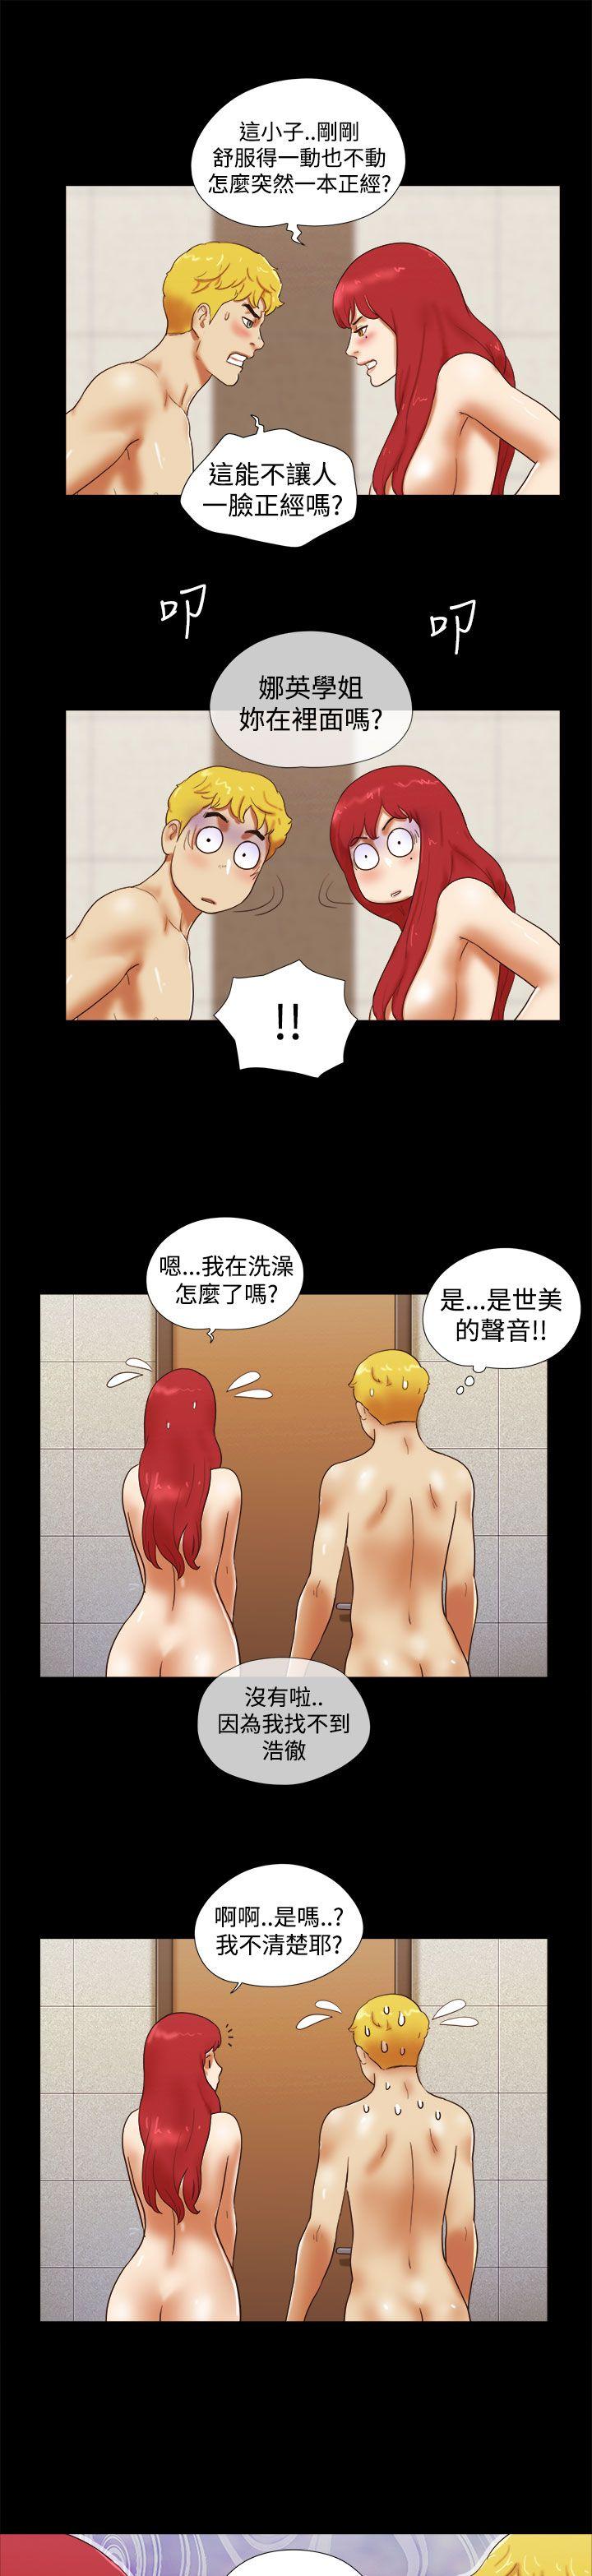 這小子..剛剛
舒服得一動也不動
怎麼突然一本正經?
這能不讓人
一臉正經嗎?
叩
叩
娜英學姐
妳在裡面嗎?
!!
嗯...我在洗澡
怎麼了嗎?
是...是世美
的聲音!!
沒有啦..
因為我找不到
浩徹
啊啊..是嗎..?
我不清楚耶?